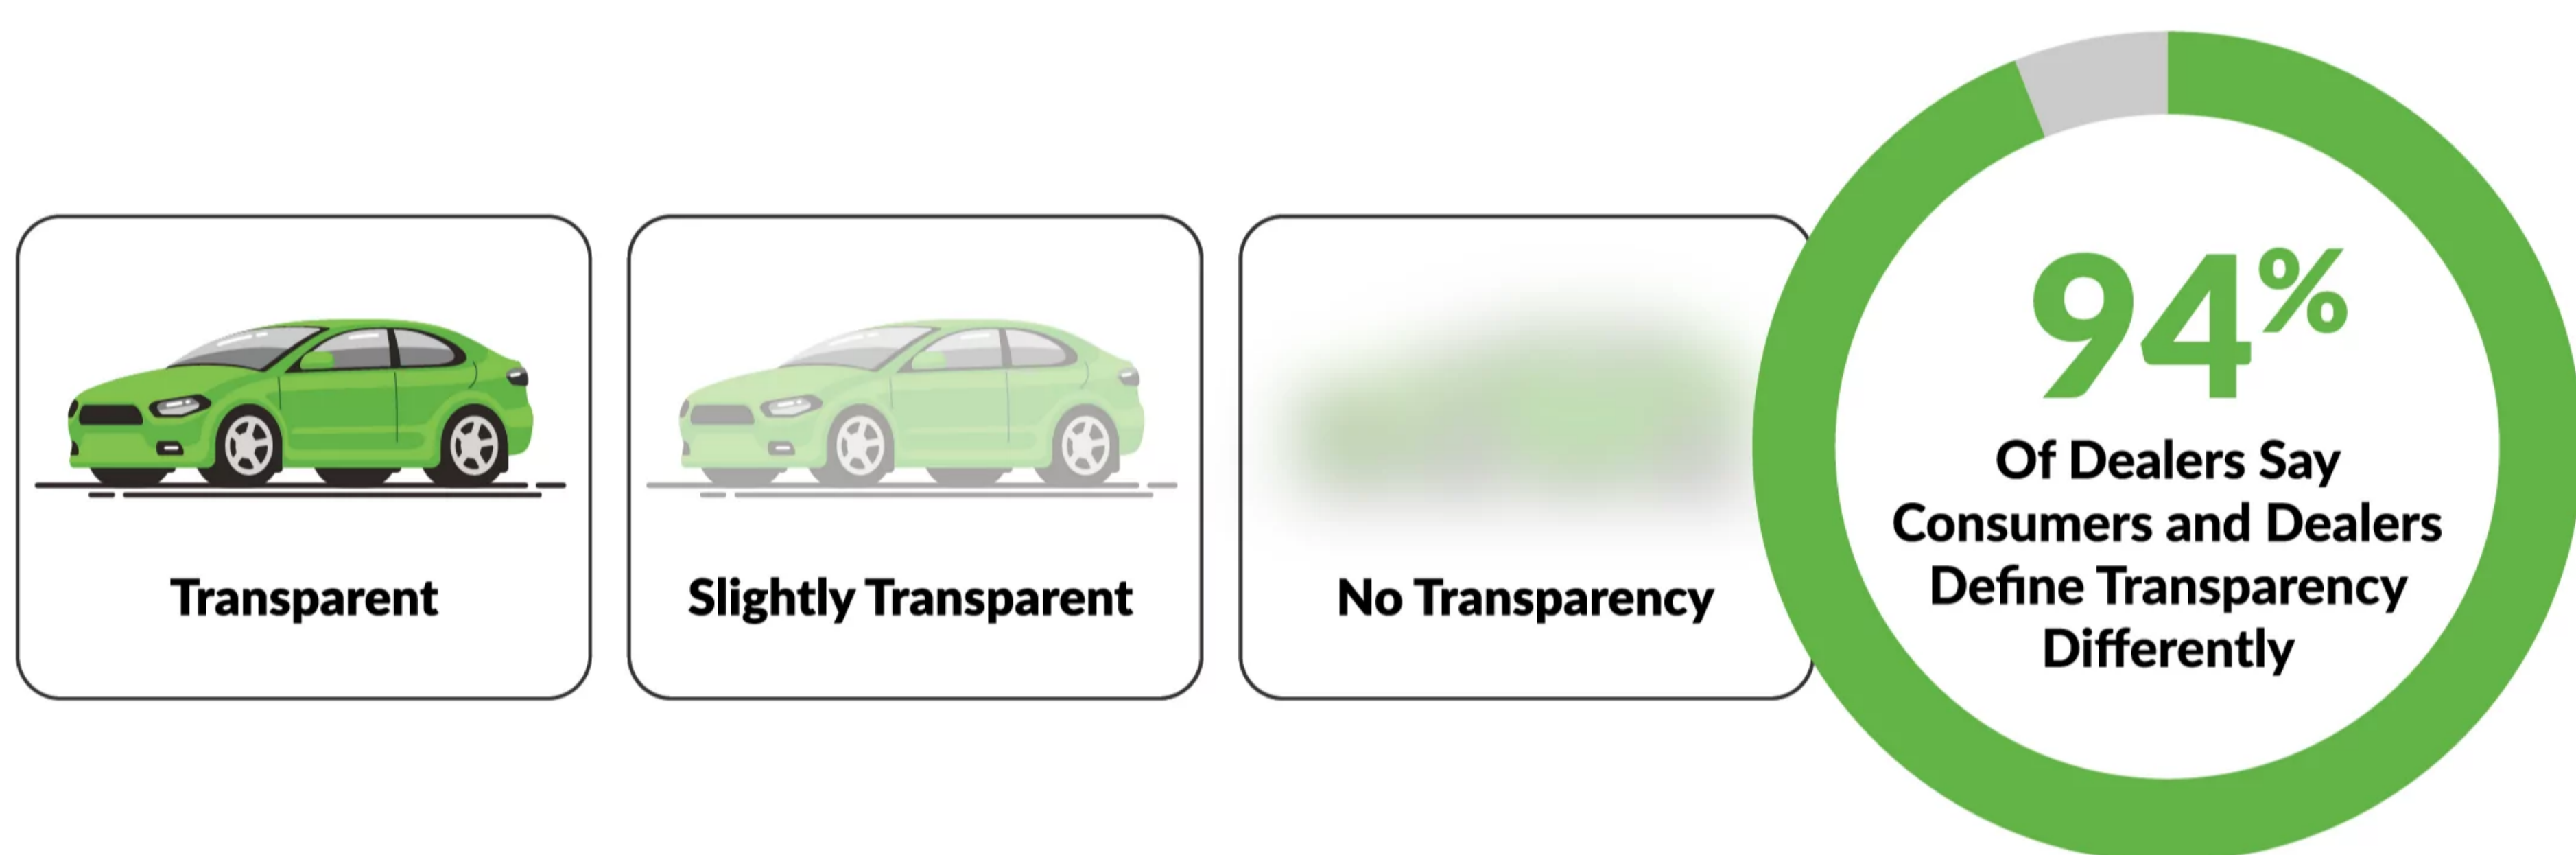 Transparent
Slightly Transparent
No Transparency
94%
Of Dealers Say
Consumers and Dealers
Define Transparency
Differently